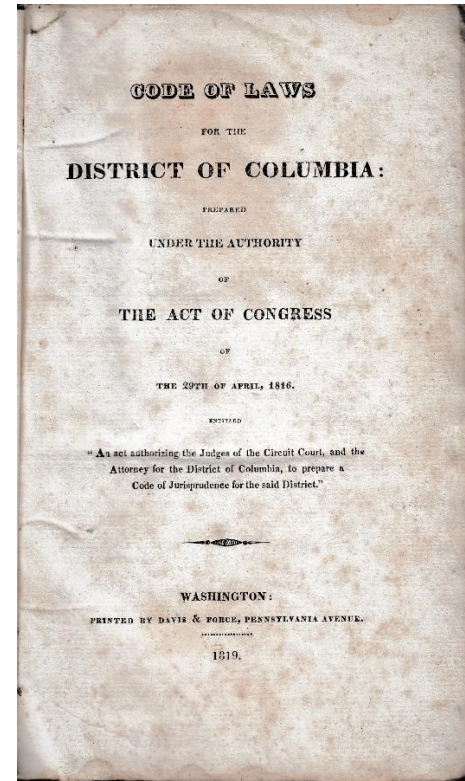 CODE OF LAWS
FOR THE
DISTRICT OF COLUMBIA:
PREPARED
UNDER THE AUTHORITY
OF
THE ACT OF CONGRESS
OF
THE 29TH OF APRIL, 1816.
ENTITLED
" An act authorizing the Judges of the Circuit Court, and the
Attorney for the District of Columbia, to prepare a
Code of Jurisprudence for the said District."
WASHINGTON:
PRINTED BY DAVIS & FORCE, PENNSYLVANIA AVENUE.
1819.